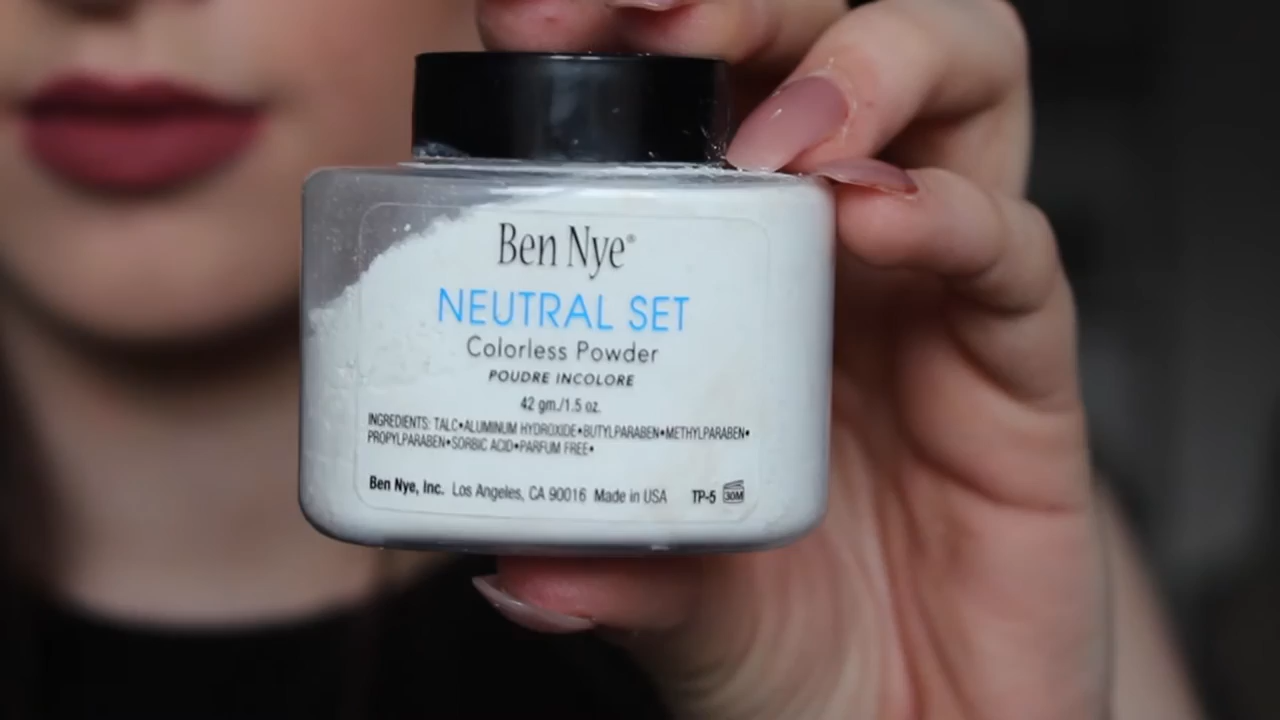 Ben Nye®
NEUTRAL SET
Colorless Powder
POUDRE INCOLORE
42 gm./1.5 oz.
INGREDIENTS: TALC•ALUMINUM HYDROXIDE•BUTYLPARABEN•METHYLPARABEN•
PROPYLPARABEN•SORBIC ACID•PARFUM FREE•
Ben Nye, Inc. Los Angeles, CA 90016 Made in USA TP-5 30M